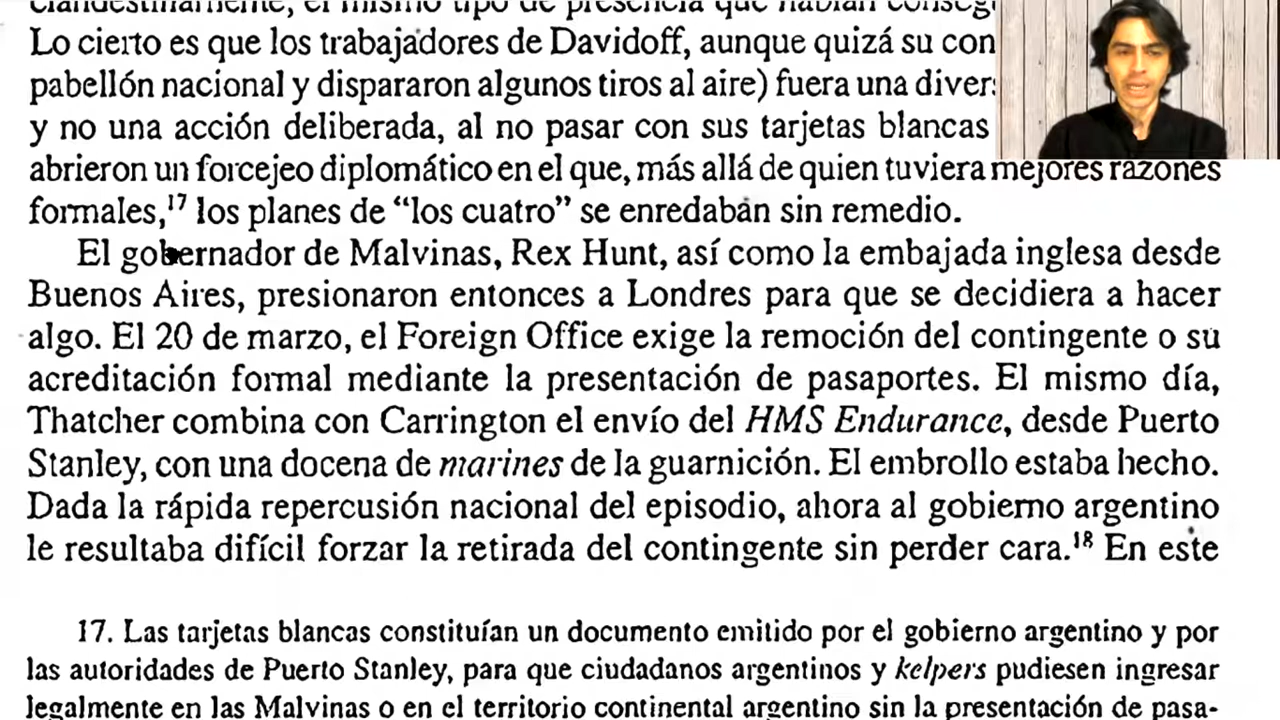 clandestinamente, el mismo tipo de presencia que habían
Lo cierto es que los trabajadores de Davidoff, aunque quizá su con
pabellón nacional y dispararon algunos tiros al aire) fuera una
y no una acción deliberada, al no pasar con sus tarjetas blancas
abrieron un forcejeo diplomático en el que, más allá de quien tuviera mejores razones
formales,17 los planes de “los cuatro” se enredaban sin remedio.
El gobernador de Malvinas, Rex Hunt, así como la embajada inglesa desde
Buenos Aires, presionaron entonces a Londres para que se decidiera a hacer
algo. El 20 de marzo, el Foreign Office exige la remoción del contingente o su
acreditación formal mediante la presentación de pasaportes. El mismo día,
Thatcher combina con Carrington el envío del HMS Endurance, desde Puerto
Stanley, con una docena de marines de la guarnición. El embrollo estaba hecho.
Dada la rápida repercusión nacional del episodio, ahora al gobierno argentino
le resultaba difícil forzar la retirada del contingente sin perder cara.18 En este
17. Las tarjetas blancas constituían un documento emitido por el gobierno argentino y por
las autoridades de Puerto Stanley, para que ciudadanos argentinos y kelpers pudiesen ingresar
legalmente en las Malvinas o en el territorio continental argentino sin la presentación de pasa-